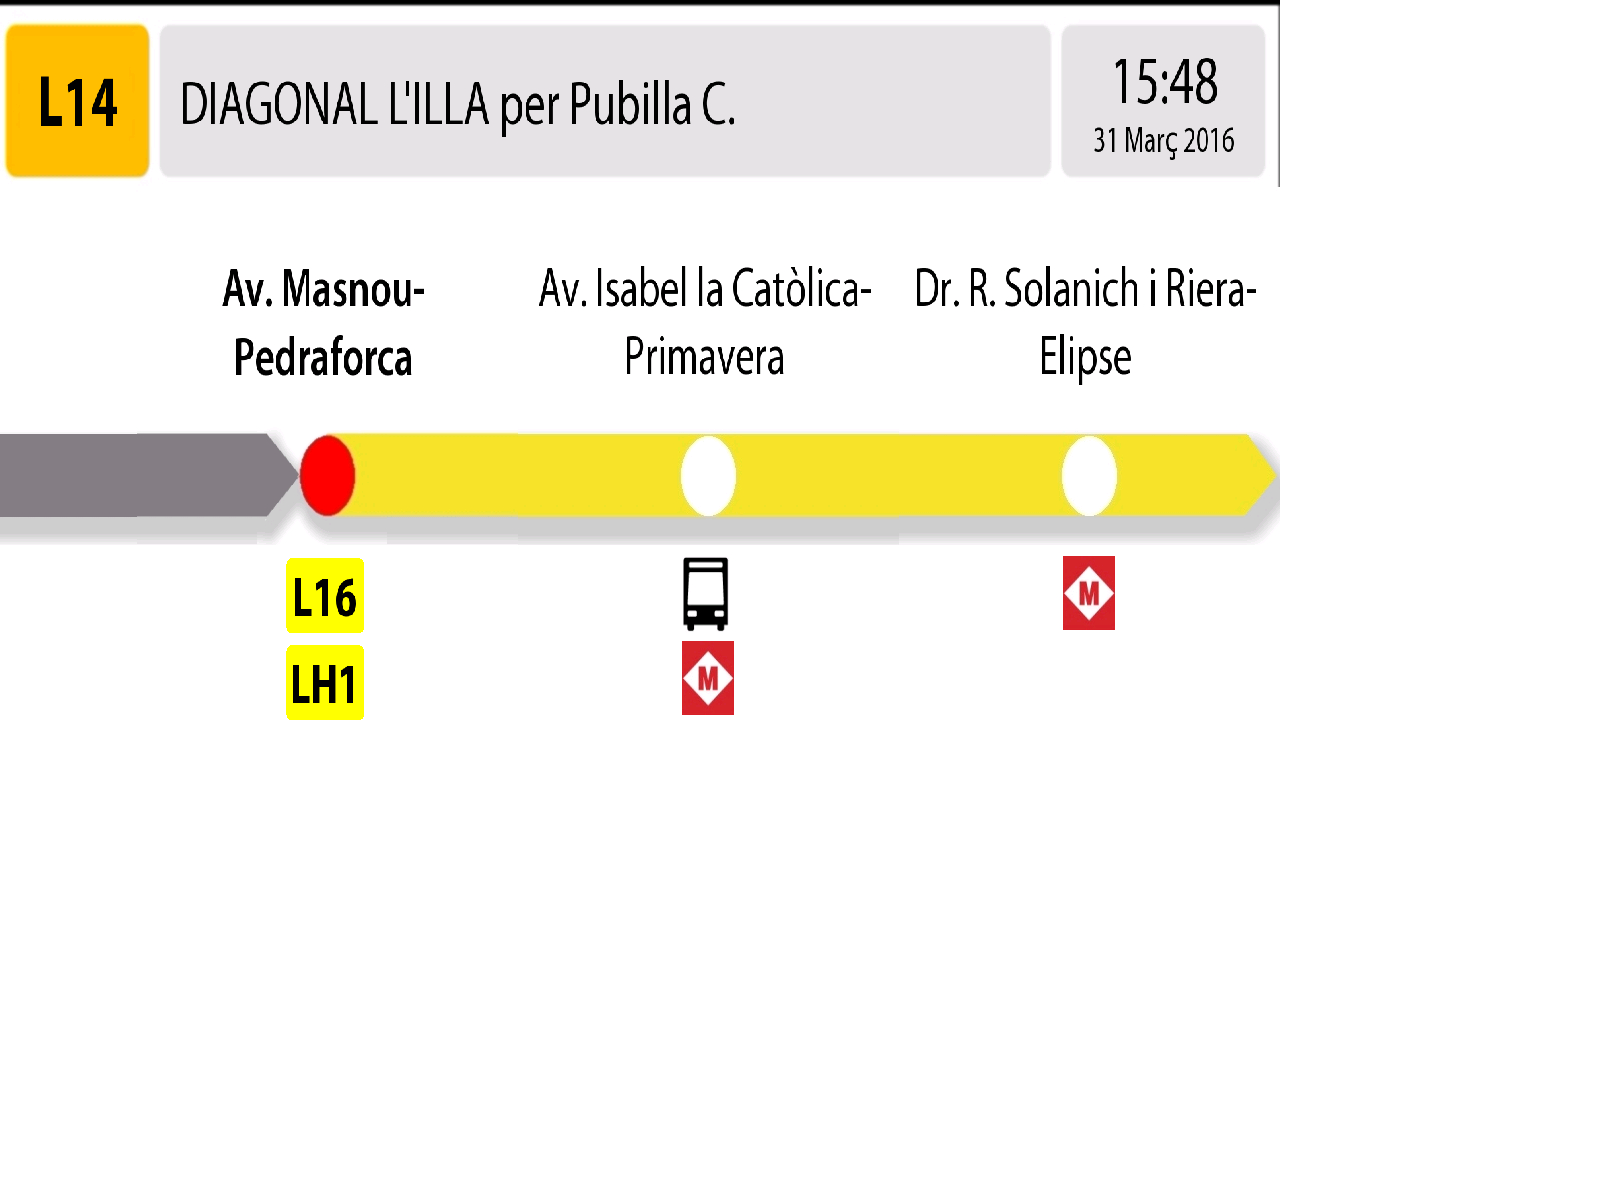 L14
DIAGONAL L'ILLA per Pubilla C.
15:48
31 Març 2016
Av. Masnou-
Pedraforca
Av. Isabel la Catòlica-
Primavera
Dr. R. Solanich i Riera-
Elipse
L16
LH1
M
M